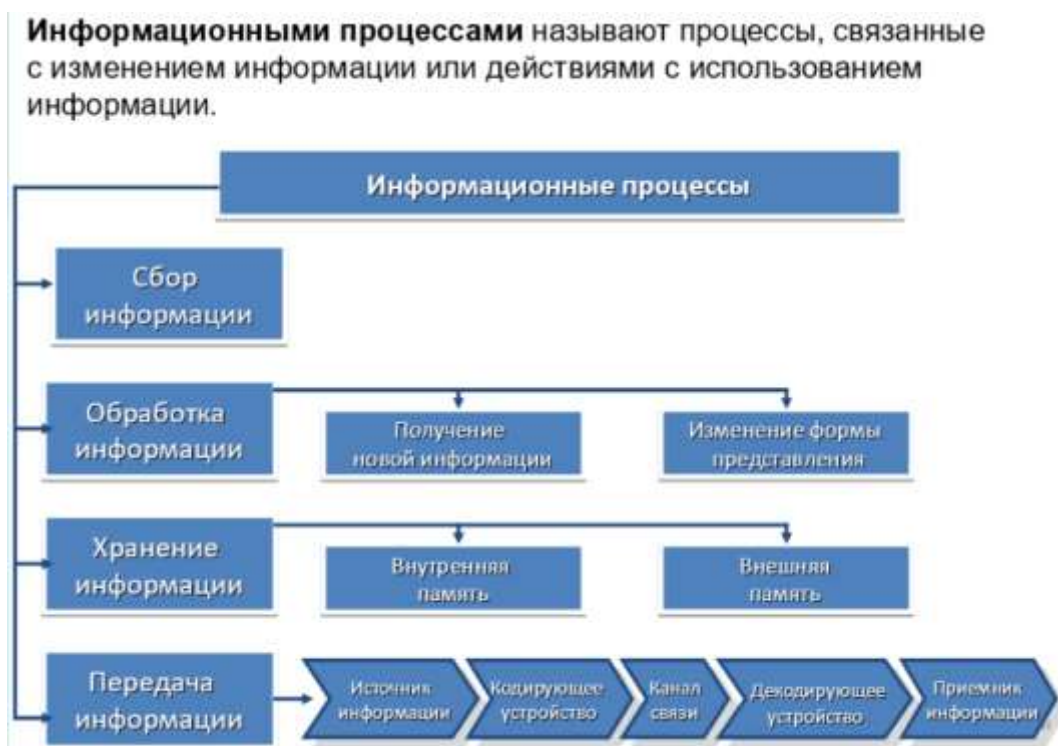 Информационными процессами называют процессы, связанные
с изменением информации или действиями с использованием
информации.
Информационные процессы
Сбор
информации
Обработка
информации
Получение
новой информации
Изменение формы
представления
Хранение
информации
Внутренняя
память
Внешняя
память
Передача
информации
Источник
информации
Кодирующее
устройство
Канал
связи
Декодирующее
устройство
Приемник
информации